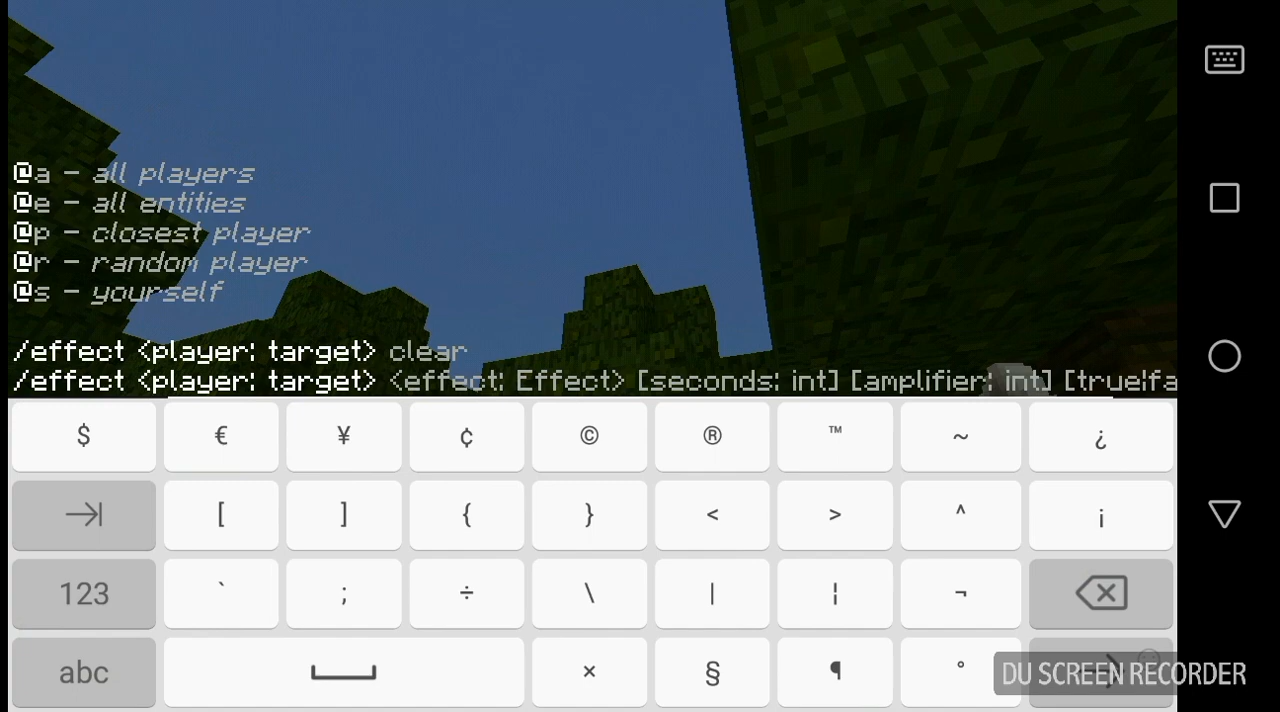 @a - all players
@e - all entities
@p - closest player
@r - random player
@s - yourself
/effect <player: target> clear
/effect <player: target> <effect: Effect> [seconds: int] [amplifier: int] [true|fa
$ € ¥ ¢ © ® ™ ~ ¿
[ ] { } < > ^ ¡
123 ` ; ÷ \ | ¦ ¬
abc × § ¶ °
DU SCREEN RECORDER